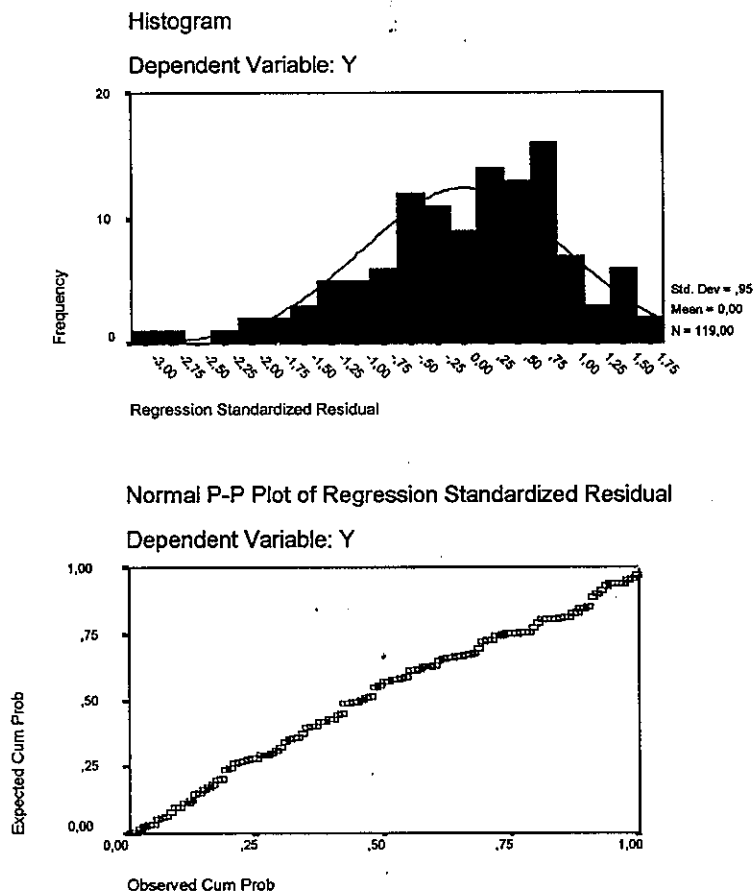 Histogram
Dependent Variable: Y
20
10
0
Frequency
-3,00 -2,75 -2,50 -2,25 -2,00 -1,75 -1,50 -1,25 -1,00 -,75 -,50 -,25 0,00 ,25 ,50 ,75 1,00 1,25 1,50 1,75
Std. Dev = ,95
Mean = 0,00
N = 119,00
Regression Standardized Residual
Normal P-P Plot of Regression Standardized Residual
Dependent Variable: Y
1,00
,75
,50
,25
0,00
Expected Cum Prob
0,00 ,25 ,50 ,75 1,00
Observed Cum Prob